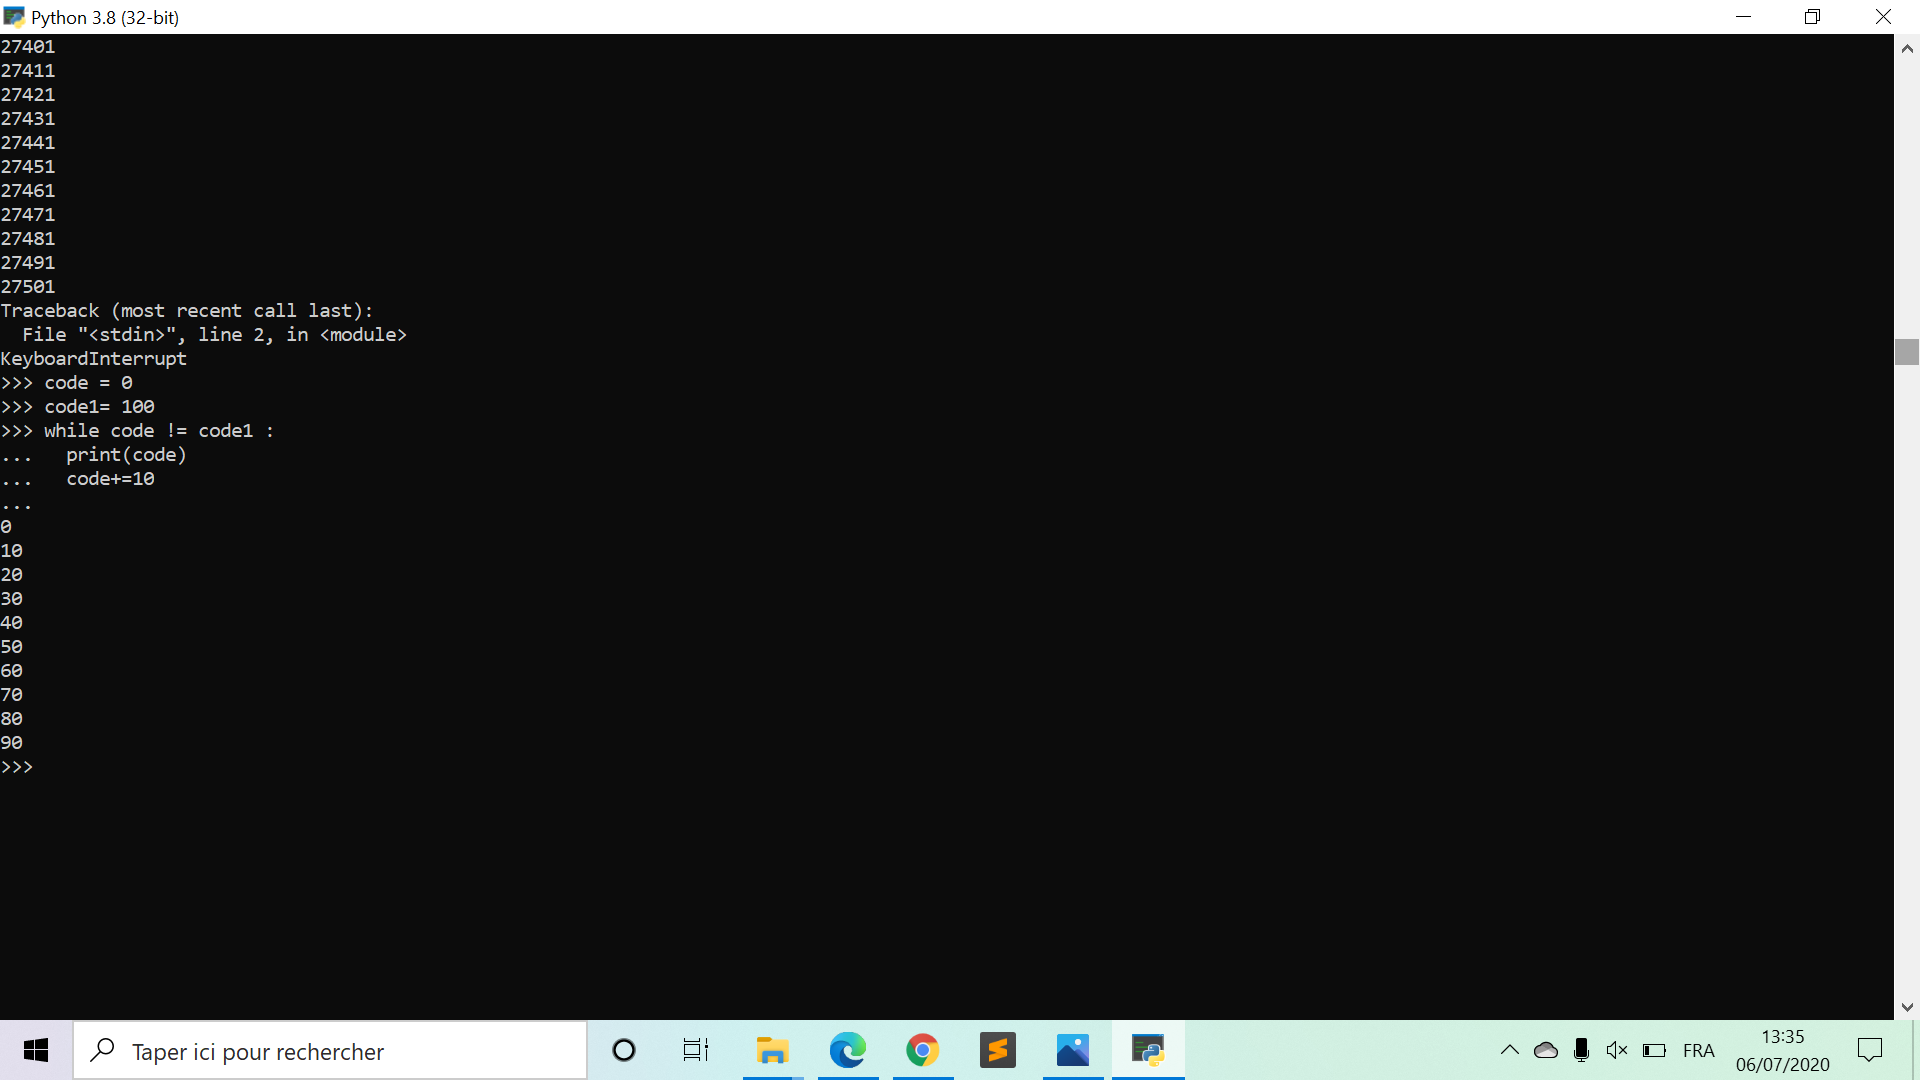 Python 3.8 (32-bit)
27401
27411
27421
27431
27441
27451
27461
27471
27481
27491
27501
Traceback (most recent call last):
  File "<stdin>", line 2, in <module>
KeyboardInterrupt
>>> code = 0
>>> code1= 100
>>> while code != code1 :
...   print(code)
...   code+=10
...
0
10
20
30
40
50
60
70
80
90
>>>
Taper ici pour rechercher
FRA
13:35
06/07/2020